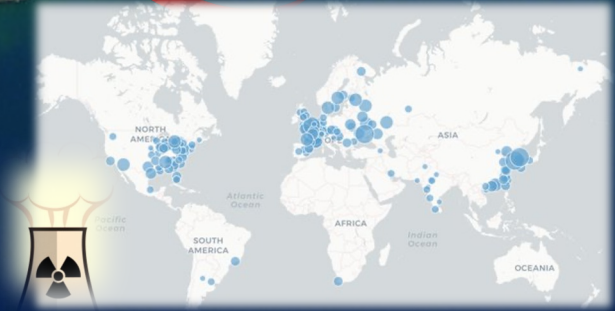 NORTH
AMERICA
ASIA
Atlantic
Ocean
Pacific
Ocean
AFRICA
Indian
Ocean
SOUTH
AMERICA
OCEANIA